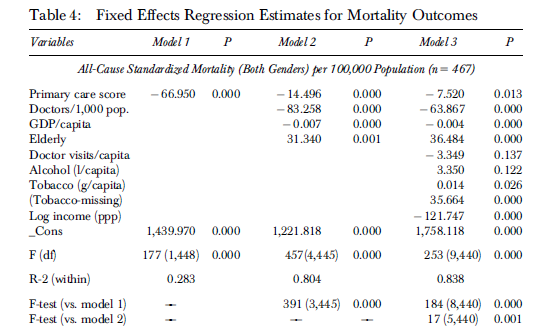 Table 4: Fixed Effects Regression Estimates for Mortality Outcomes
Variables Model 1 P Model 2 P Model 3 P
All-Cause Standardized Mortality (Both Genders) per 100,000 Population (n = 467)
Primary care score −66.950 0.000 −14.496 0.000 −7.520 0.013
Doctors/1,000 pop. −83.258 0.000 −63.867 0.000
GDP/capita −0.007 0.000 −0.004 0.000
Elderly 31.340 0.001 36.484 0.000
Doctor visits/capita −3.349 0.137
Alcohol (l/capita) 3.350 0.122
Tobacco (g/capita) 0.014 0.026
(Tobacco-missing) 35.664 0.000
Log income (ppp) −121.747 0.000
_Cons 1,439.970 0.000 1,221.818 0.000 1,758.118 0.000
F (df) 177 (1,448) 0.000 457(4,445) 0.000 253 (9,440) 0.000
R-2 (within) 0.283 0.804 0.838
F-test (vs. model 1) — 391 (3,445) 0.000 184 (8,440) 0.000
F-test (vs. model 2) — — — 17 (5,440) 0.001